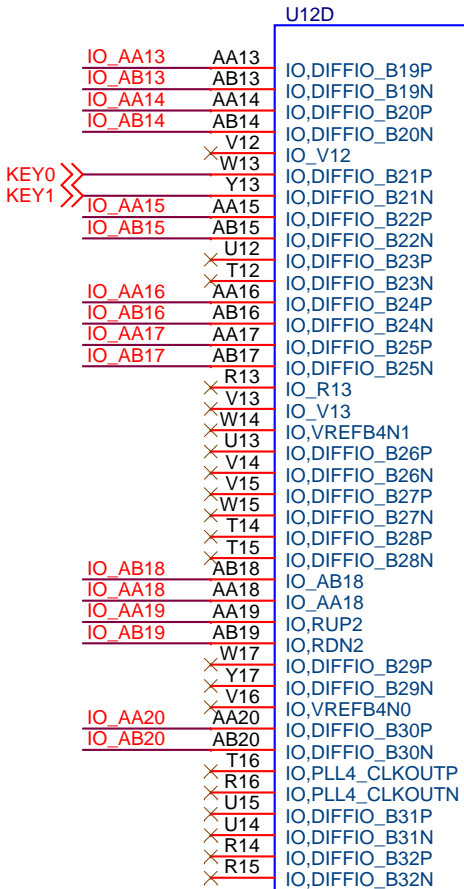 U12D
IO_AA13 AA13 IO,DIFFIO_B19P
IO_AB13 AB13 IO,DIFFIO_B19N
IO_AA14 AA14 IO,DIFFIO_B20P
IO_AB14 AB14 IO,DIFFIO_B20N
V12 IO_V12
KEY0 W13 IO,DIFFIO_B21P
KEY1 Y13 IO,DIFFIO_B21N
IO_AA15 AA15 IO,DIFFIO_B22P
IO_AB15 AB15 IO,DIFFIO_B22N
U12 IO,DIFFIO_B23P
T12 IO,DIFFIO_B23N
IO_AA16 AA16 IO,DIFFIO_B24P
IO_AB16 AB16 IO,DIFFIO_B24N
IO_AA17 AA17 IO,DIFFIO_B25P
IO_AB17 AB17 IO,DIFFIO_B25N
R13 IO_R13
V13 IO_V13
W14 IO,VREFB4N1
U13 IO,DIFFIO_B26P
V14 IO,DIFFIO_B26N
V15 IO,DIFFIO_B27P
W15 IO,DIFFIO_B27N
T14 IO,DIFFIO_B28P
T15 IO,DIFFIO_B28N
IO_AB18 AB18 IO_AB18
IO_AA18 AA18 IO_AA18
IO_AA19 AA19 IO,RUP2
IO_AB19 AB19 IO,RDN2
W17 IO,DIFFIO_B29P
Y17 IO,DIFFIO_B29N
V16 IO,VREFB4N0
IO_AA20 AA20 IO,DIFFIO_B30P
IO_AB20 AB20 IO,DIFFIO_B30N
T16 IO,PLL4_CLKOUTP
R16 IO,PLL4_CLKOUTN
U15 IO,DIFFIO_B31P
U14 IO,DIFFIO_B31N
R14 IO,DIFFIO_B32P
R15 IO,DIFFIO_B32N